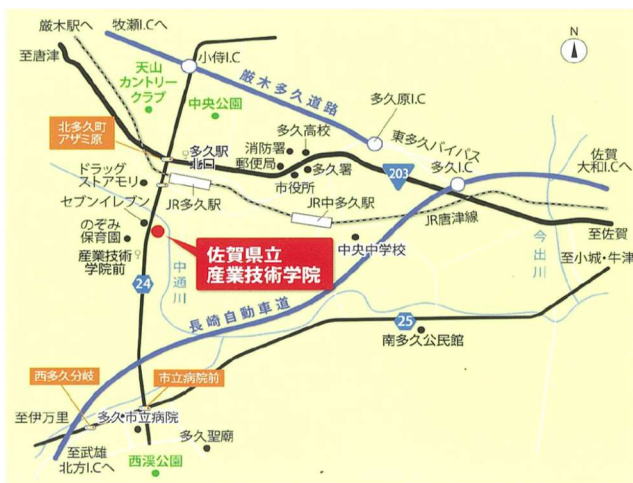 厳木駅へ
牧瀬I.Cへ
N
至唐津
小侍I.C
天山
カントリー
クラブ
中央公園
厳木多久道路
多久原I.C
北多久町
アザミ原
多久駅
北口
消防署
郵便局
多久高校
多久署
市役所
東多久バイパス
203
多久I.C
佐賀
大和I.Cへ
ドラッグ
ストアモリ
JR多久駅
JR中多久駅
セブンイレブン
のぞみ
保育園
JR唐津線
至佐賀
産業技術
学院前
佐賀県立
産業技術学院
中央中学校
今出川
至小城・牛津
24
中通川
長崎自動車道
25
南多久公民館
西多久分岐
市立病院前
至伊万里
多久市立病院
至武雄
北方I.Cへ
多久聖廟
西渓公園